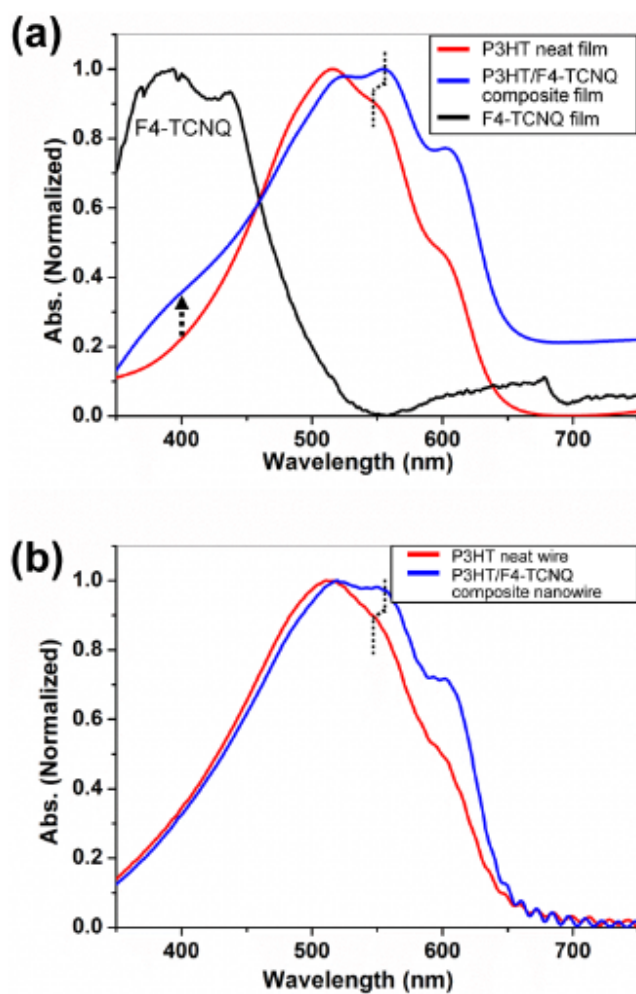 (a)
P3HT neat film
P3HT/F4-TCNQ
composite film
F4-TCNQ film
F4-TCNQ
Abs. (Normalized)
1.0
0.8
0.6
0.4
0.2
0.0
400 500 600 700
Wavelength (nm)
(b)
P3HT neat wire
P3HT/F4-TCNQ
composite nanowire
Abs. (Normalized)
1.0
0.8
0.6
0.4
0.2
0.0
400 500 600 700
Wavelength (nm)